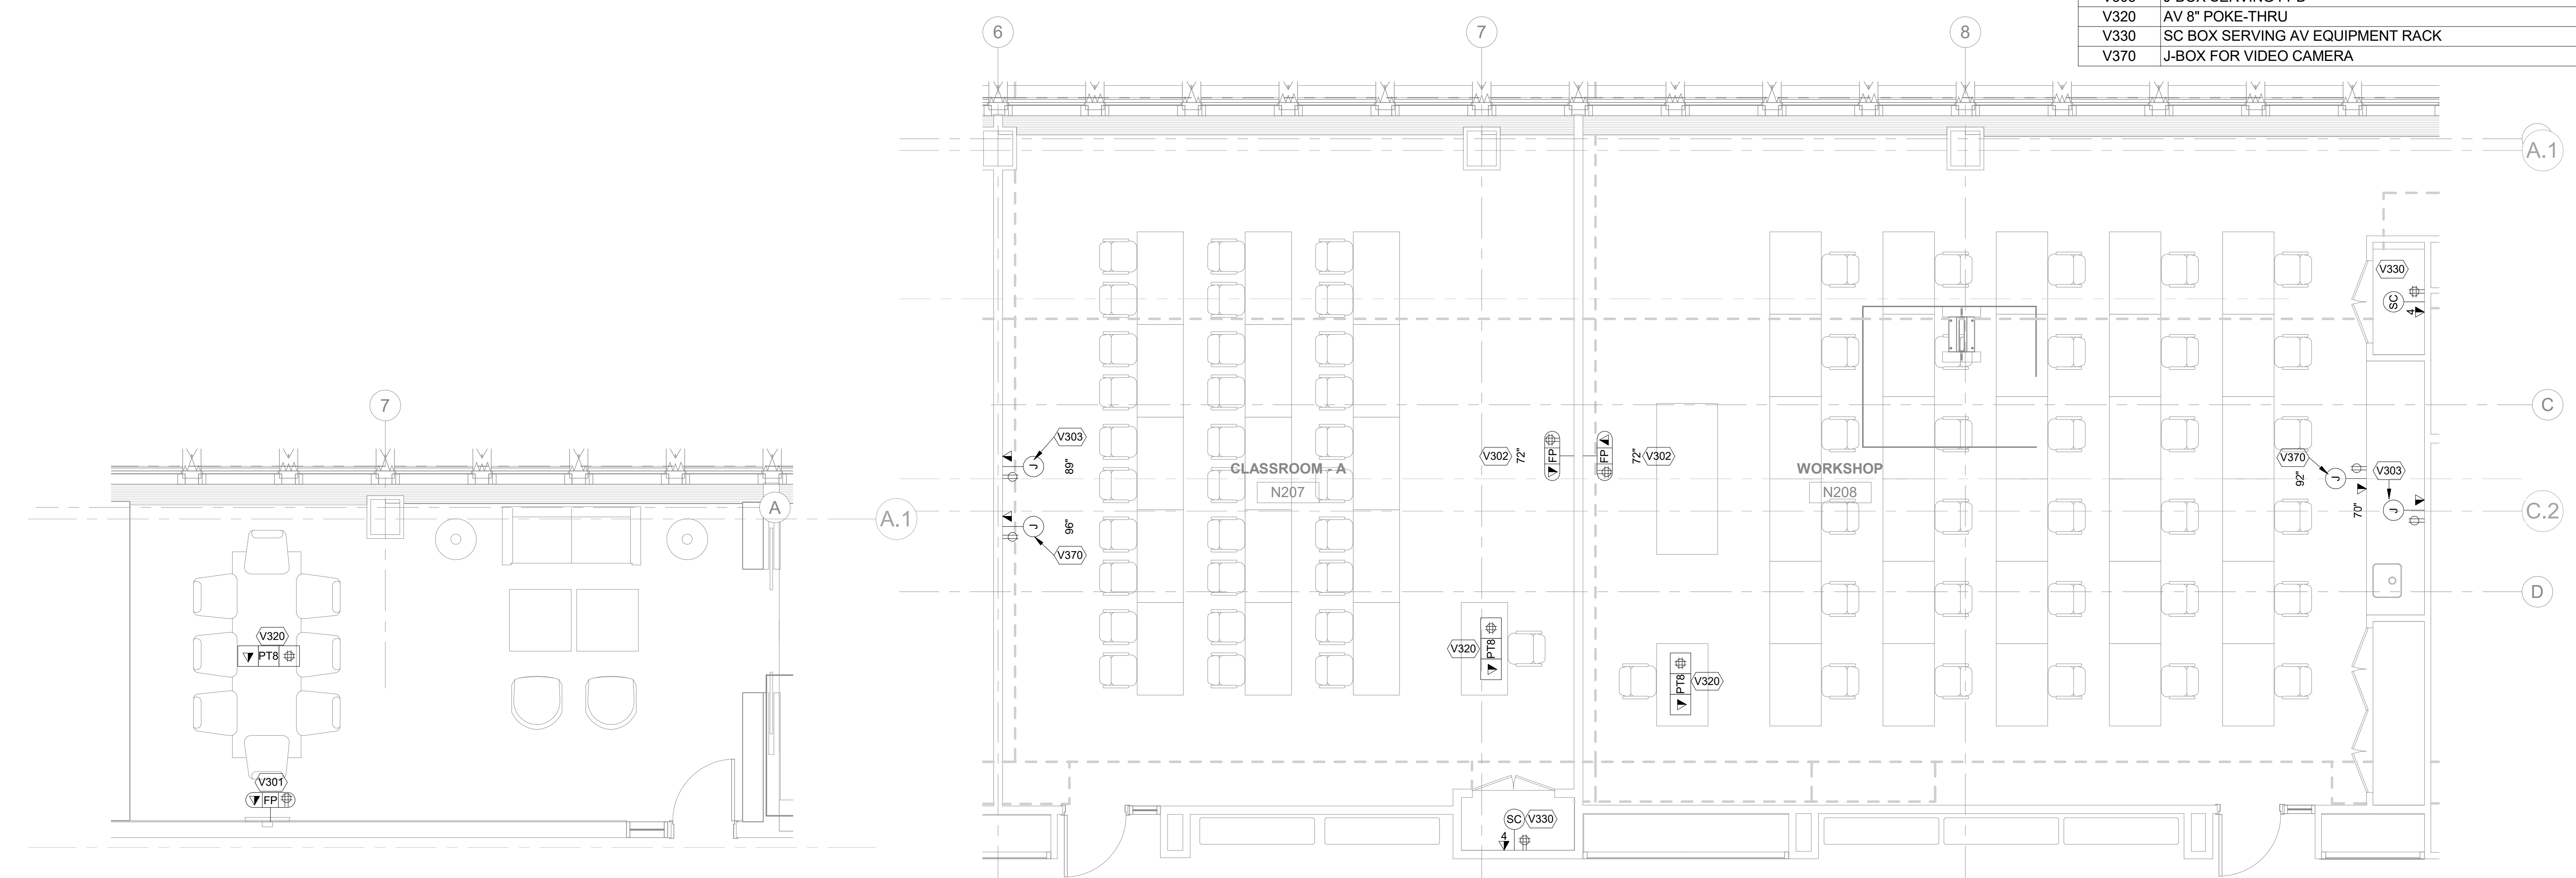 V320 AV 8" POKE-THRU
V330 SC BOX SERVING AV EQUIPMENT RACK
V370 J-BOX FOR VIDEO CAMERA
6
7
8
A.1
V330
SC
4
7
C
V303
J
89"
V302
72"
FP
FP
72"
V302
CLASSROOM - A
N207
WORKSHOP
N208
V370
92"
J
V303
70"
J
A
A.1
C.2
J
96"
V370
D
V320
PT8
V320
PT8
PT8
V320
V301
FP
SC
V330
4